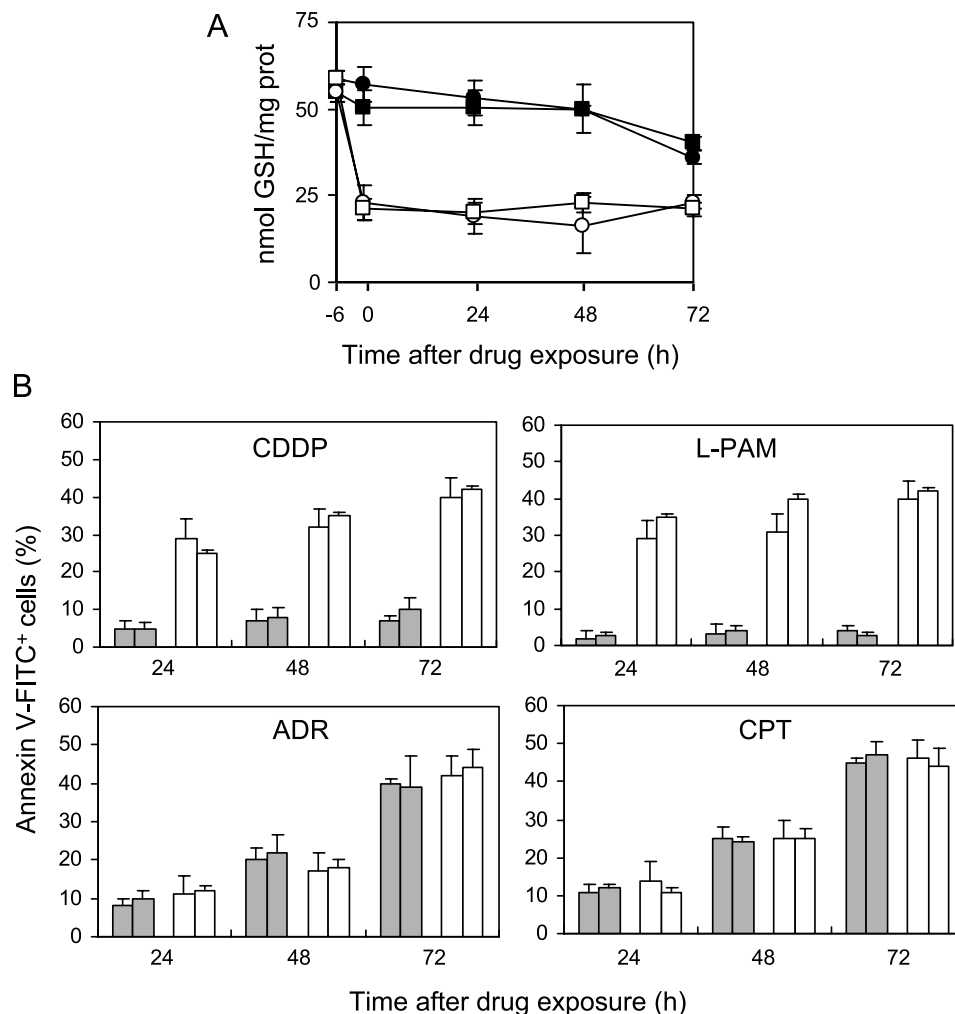 A
75
50
25
0
nmol GSH/mg prot
-6 0 24 48 72
Time after drug exposure (h)
B
Annexin V-FITC+ cells (%)
CDDP
60
50
40
30
20
10
0
24 48 72
L-PAM
60
50
40
30
20
10
0
24 48 72
ADR
60
50
40
30
20
10
0
24 48 72
CPT
60
50
40
30
20
10
0
24 48 72
Time after drug exposure (h)